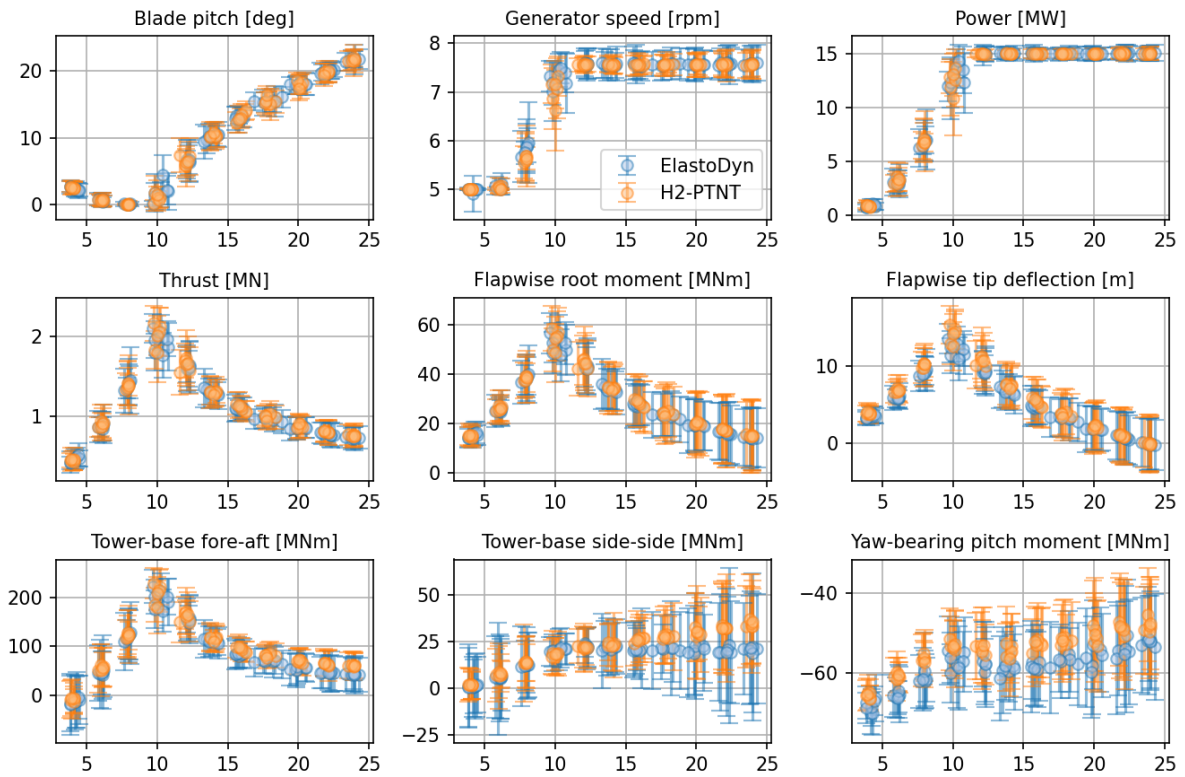 Blade pitch [deg]
20
10
0
5 10 15 20 25
Generator speed [rpm]
8
7
6
5
5 10 15 20 25
ElastoDyn
H2-PTNT
Power [MW]
15
10
5
0
5 10 15 20 25
Thrust [MN]
2
1
5 10 15 20 25
Flapwise root moment [MNm]
60
40
20
0
5 10 15 20 25
Flapwise tip deflection [m]
10
0
5 10 15 20 25
Tower-base fore-aft [MNm]
200
100
0
5 10 15 20 25
Tower-base side-side [MNm]
50
25
0
−25
5 10 15 20 25
Yaw-bearing pitch moment [MNm]
−40
−60
5 10 15 20 25